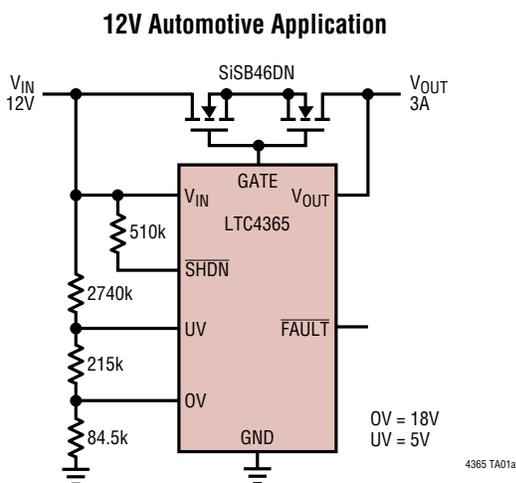 12V Automotive Application
SiSB46DN
VIN
12V
VOUT
3A
GATE
VIN
VOUT
LTC4365
510k
SHDN
2740k
UV
FAULT
215k
OV
84.5k
GND
OV = 18V
UV = 5V
4365 TA01a